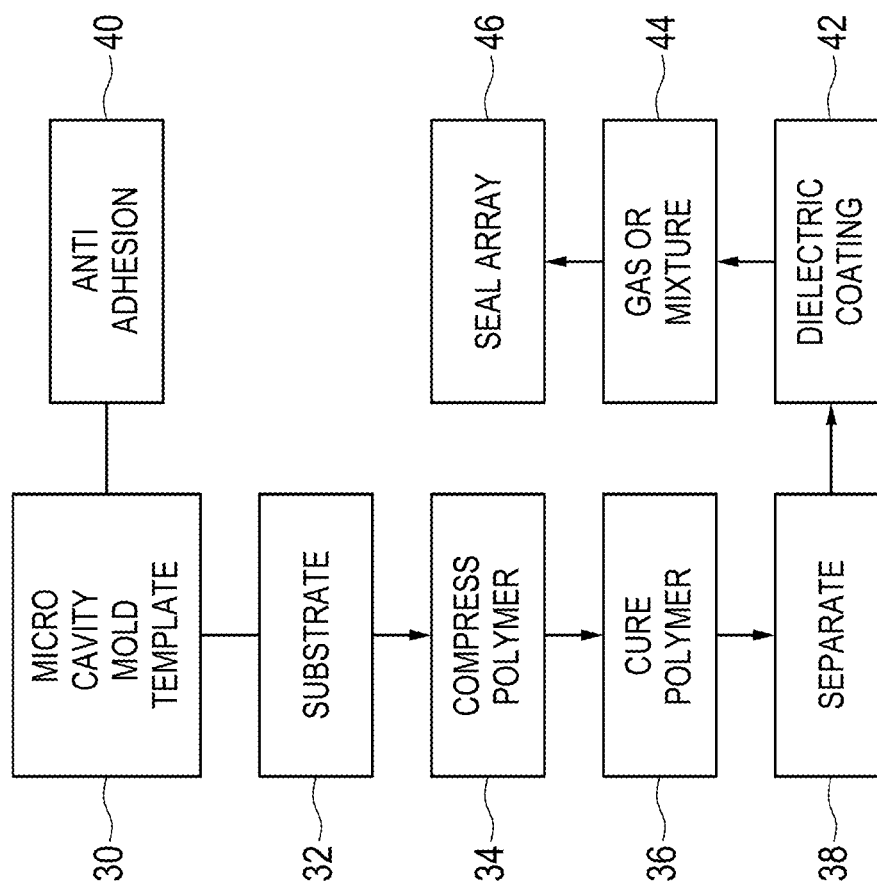 30
MICRO
CAVITY
MOLD
TEMPLATE
ANTI
ADHESION
40
32
SUBSTRATE
34
COMPRESS
POLYMER
36
CURE
POLYMER
38
SEPARATE
DIELECTRIC
COATING
42
GAS OR
MIXTURE
44
SEAL ARRAY
46